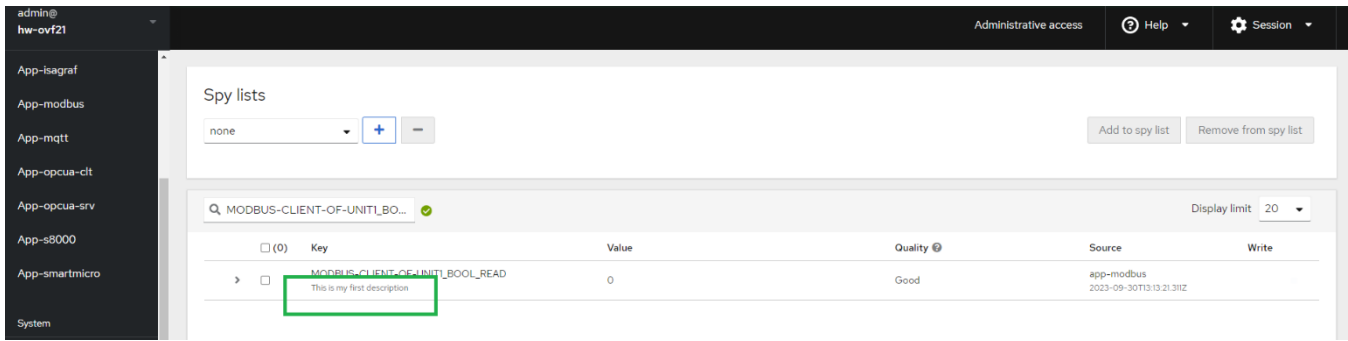 admin@
hw-ovf21
Administrative access
Help
Session
App-isagraf
App-modbus
App-mqtt
App-opcua-clt
App-opcua-srv
App-s8000
App-smartmicro
System
Spy lists
none
+
−
Add to spy list
Remove from spy list
MODBUS-CLIENT-OF-UNIT1_BO...
Display limit 20
(0) Key Value Quality Source Write
MODBUS-CLIENT-OF-UNIT1_BOOL_READ 0 Good app-modbus
This is my first description 2023-09-30T13:13:21.311Z